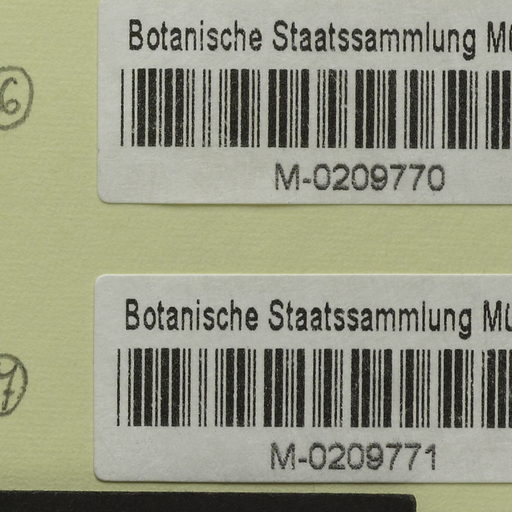 6
Botanische Staatssammlung Mü
M-0209770
7
Botanische Staatssammlung Mü
M-0209771